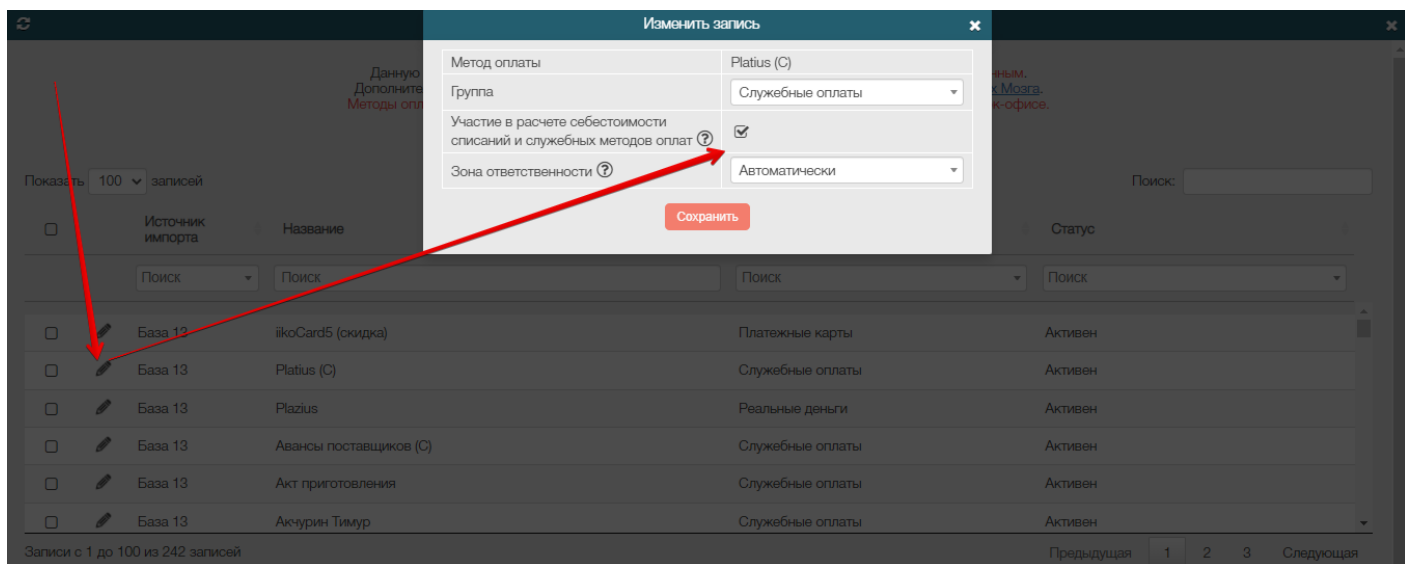 Изменить запись
Данную
нным.
Дополните
к Мозга.
Методы опл
к-офисе.
Метод оплаты Platius (C)
Группа Служебные оплаты
Участие в расчете себестоимости
списаний и служебных методов оплат
Зона ответственности Автоматически
Сохранить
Показать 100 записей Поиск:
Источник
импорта
Название Статус
Поиск Поиск Поиск Поиск
База 13 iikoCard5 (скидка) Платежные карты Активен
База 13 Platius (C) Служебные оплаты Активен
База 13 Plazius Реальные деньги Активен
База 13 Авансы поставщиков (С) Служебные оплаты Активен
База 13 Акт приготовления Служебные оплаты Активен
База 13 Акчурин Тимур Служебные оплаты Активен
Записи с 1 до 100 из 242 записей Предыдущая 1 2 3 Следующая